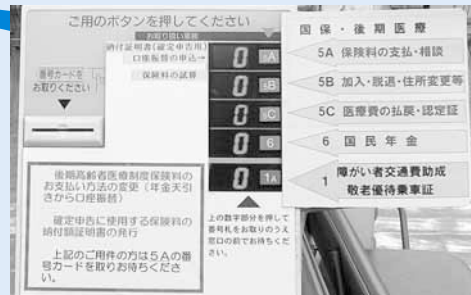 ご用のボタンを押してください
お取り扱い業務
納付証明書(確定申告用)
口座振替の申込→
保険料の試算
番号カードを
お取りください
0 5A
0 5B
0 5C
0 6
0 1A
上の数字部分を押して
番号札をお取りのうえ
窓口の前でお待ちくだ
さい。
後期高齢者医療制度保険料の
お支払い方法の変更(年金天引
きから口座振替)
確定申告に使用する保険料の
納付額証明書の発行
上記のご用件の方は5Aの番
号カードを取りお待ちくださ
い。
国保・後期医療
5A 保険料の支払・相談
5B 加入・脱退・住所変更等
5C 医療費の払戻・認定証
6 国民年金
1 障がい者交通費助成
敬老優待乗車証